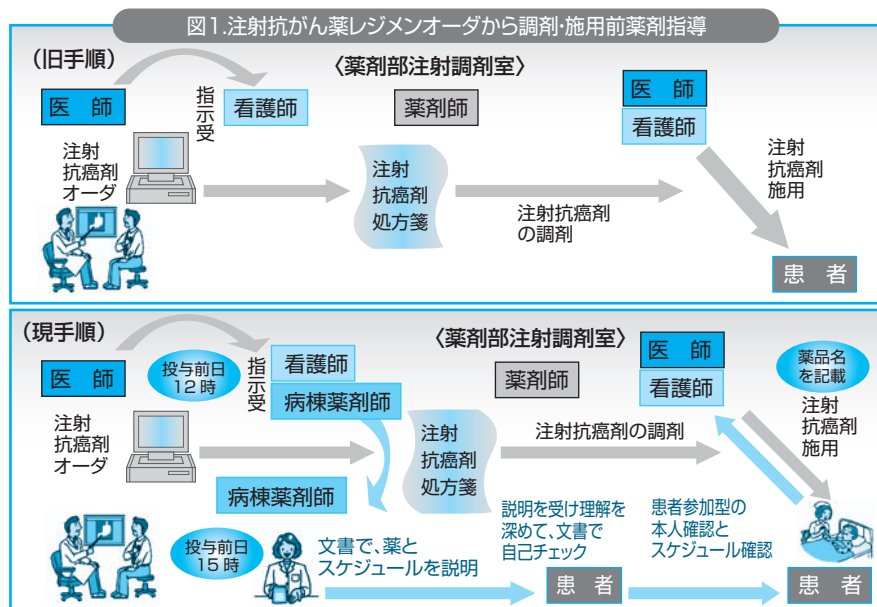 図1.注射抗がん薬レジメンオーダから調剤・施用前薬剤指導
（旧手順）
〈薬剤部注射調剤室〉
医　師
指示受
看護師
薬剤師
医　師
看護師
注射
抗癌剤
オーダ
注射
抗癌剤
処方箋
注射抗癌剤
の調剤
注射
抗癌剤
施用
患　者
（現手順）
〈薬剤部注射調剤室〉
医　師
投与前日
12時
指示受
看護師
病棟薬剤師
薬剤師
医　師
看護師
薬品名
を記載
注射
抗癌剤
オーダ
注射
抗癌剤
処方箋
注射抗癌剤の調剤
注射
抗癌剤
施用
病棟薬剤師
投与前日
15時
文書で、薬と
スケジュールを説明
説明を受け理解を
深めて、文書で
自己チェック
患者参加型の
本人確認と
スケジュール確認
患　者
患　者